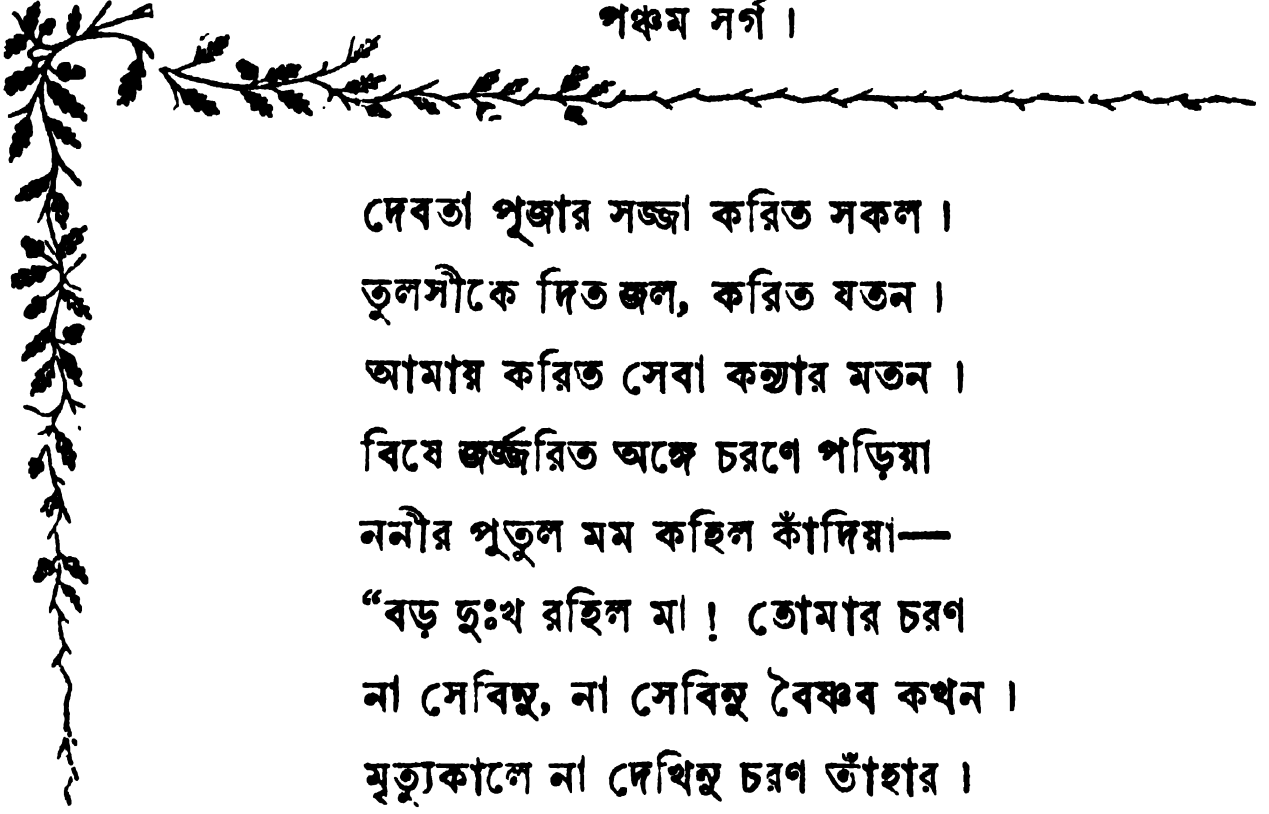 পঞ্চম সর্গ ।
দেবতা পূজার সজ্জা করিত সকল ।
তুলসীকে দিত জল, করিত যতন ।
আমায় করিত সেবা কন্যার মতন ।
বিষে জর্জ্জরিত অঙ্গে চরণে পড়িয়া
ননীর পুতুল মম কহিল কাঁদিয়া—
“বড় দুঃখ রহিল মা ! তোমার চরণ
না সেবিনু, না সেবিনু বৈষ্ণব কখন ।
মৃত্যুকালে না দেখিনু চরণ তাঁহার ।